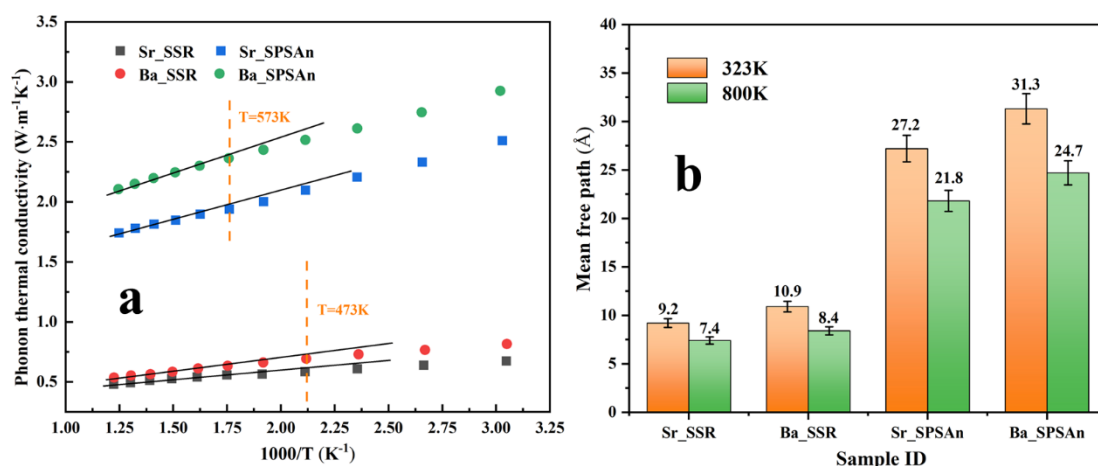 3.5
3.0
2.5
2.0
1.5
1.0
0.5
Phonon thermal conductivity (W·m⁻¹K⁻¹)
Sr_SSR Sr_SPSAn
Ba_SSR Ba_SPSAn
T=573K
T=473K
a
1.00 1.25 1.50 1.75 2.00 2.25 2.50 2.75 3.00 3.25
1000/T (K⁻¹)
40
35
30
25
20
15
10
5
0
Mean free path (Å)
323K
800K
b
9.2 7.4 10.9 8.4 27.2 21.8 31.3 24.7
Sr_SSR Ba_SSR Sr_SPSAn Ba_SPSAn
Sample ID